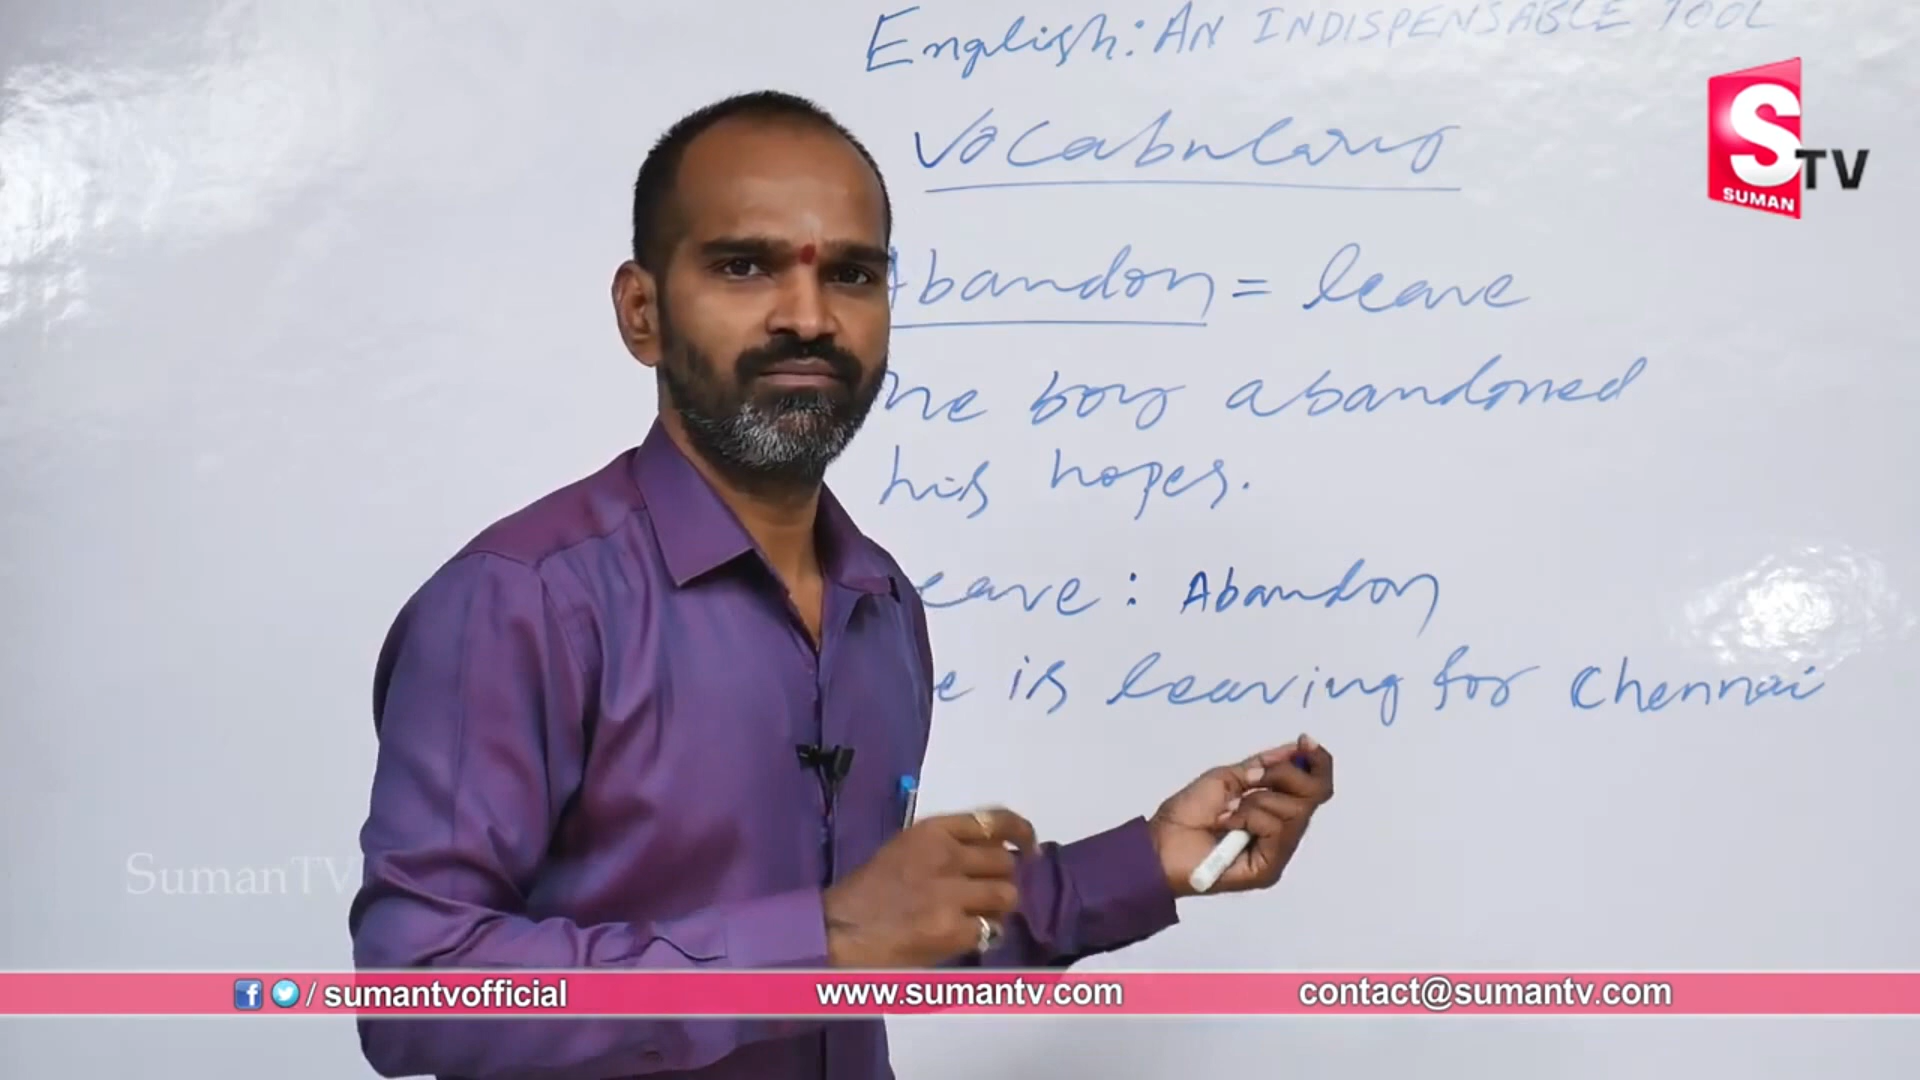 English: AN INDISPENSABLE TOOL
Vocabulary
Abandon = leave
he boy abandoned
his hopes.
eave: Abandon
e is leaving for Chennai
S TV
SUMAN
SumanTV
/ sumantvofficial
www.sumantv.com
contact@sumantv.com